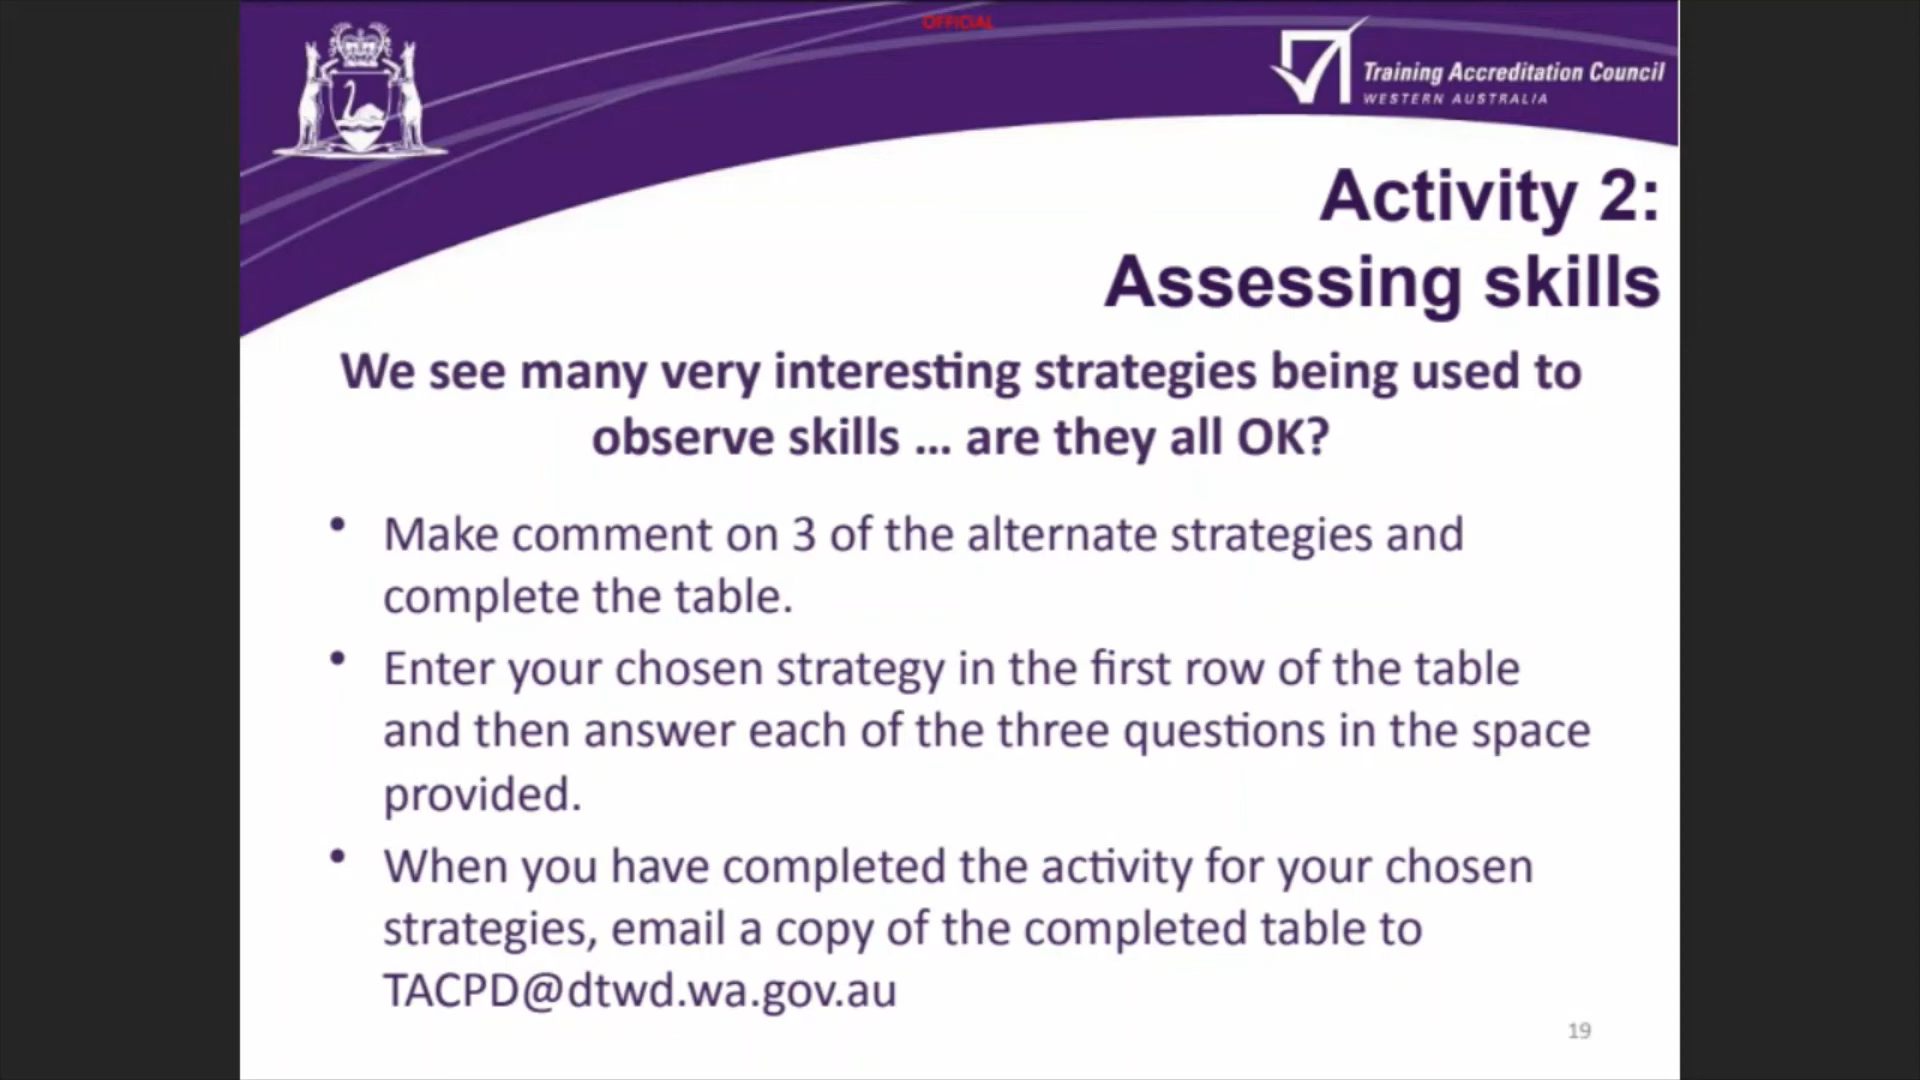 OFFICIAL
Training Accreditation Council
WESTERN AUSTRALIA
Activity 2:
Assessing skills
We see many very interesting strategies being used to
observe skills ... are they all OK?
• Make comment on 3 of the alternate strategies and
complete the table.
• Enter your chosen strategy in the first row of the table
and then answer each of the three questions in the space
provided.
• When you have completed the activity for your chosen
strategies, email a copy of the completed table to
TACPD@dtwd.wa.gov.au
19